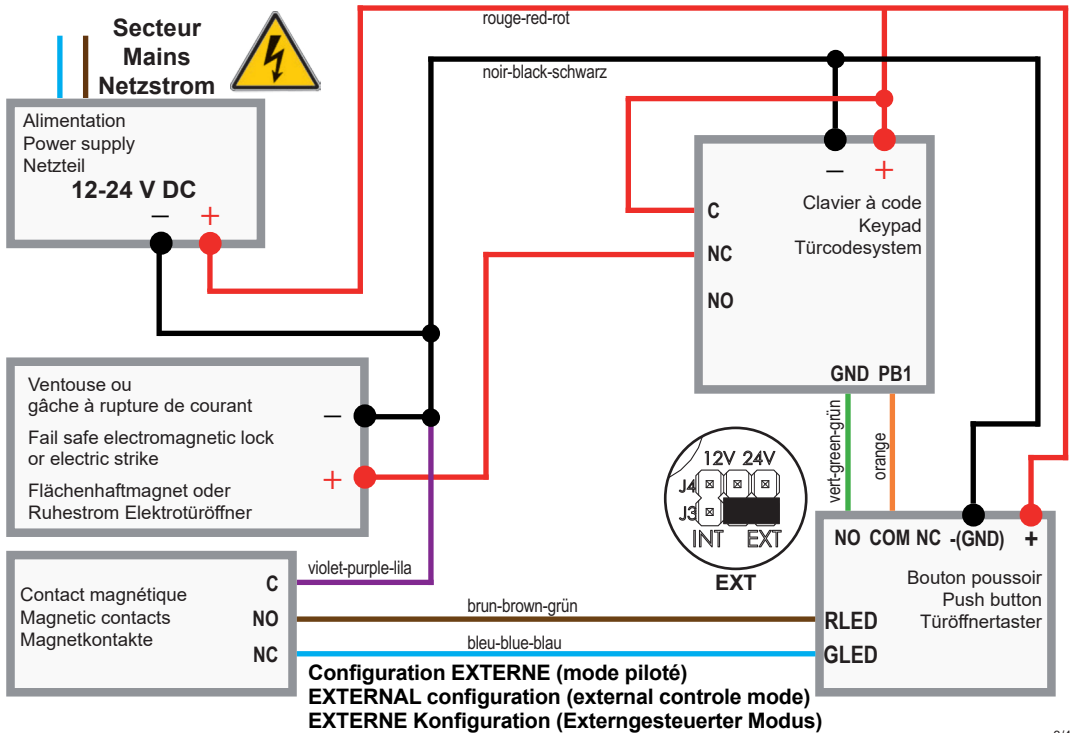 Secteur
Mains
Netzstrom
rouge-red-rot
noir-black-schwarz
Alimentation
Power supply
Netzteil
12-24 V DC
– +
– +
Clavier à code
Keypad
Türcodesystem
C
NC
NO
GND PB1
vert-green-grün
orange
Ventouse ou
gâche à rupture de courant
Fail safe electromagnetic lock
or electric strike
Flächenhaftmagnet oder
Ruhestrom Elektrotüröffner
–
+
12V 24V
J4
J3
INT EXT
EXT
NO COM NC -(GND) +
Bouton poussoir
Push button
Türöffnertaster
RLED
GLED
Contact magnétique
Magnetic contacts
Magnetkontakte
C
NO
NC
violet-purple-lila
brun-brown-grün
bleu-blue-blau
Configuration EXTERNE (mode piloté)
EXTERNAL configuration (external controle mode)
EXTERNE Konfiguration (Externgesteuerter Modus)